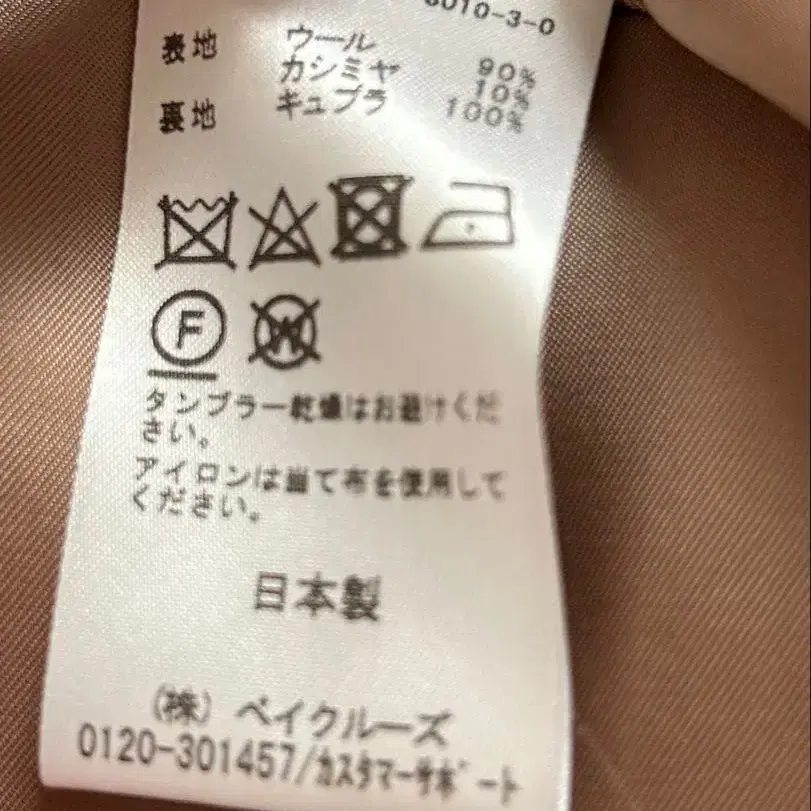 6010-3-0
表地 ウール 90%
カシミヤ 10%
裏地 キュプラ 100%
F W
タンブラー乾燥はお避けくだ
さい。
アイロンは当て布を使用して
ください。
日本製
(株) ベイクルーズ
0120-301457/カスタマーサポート